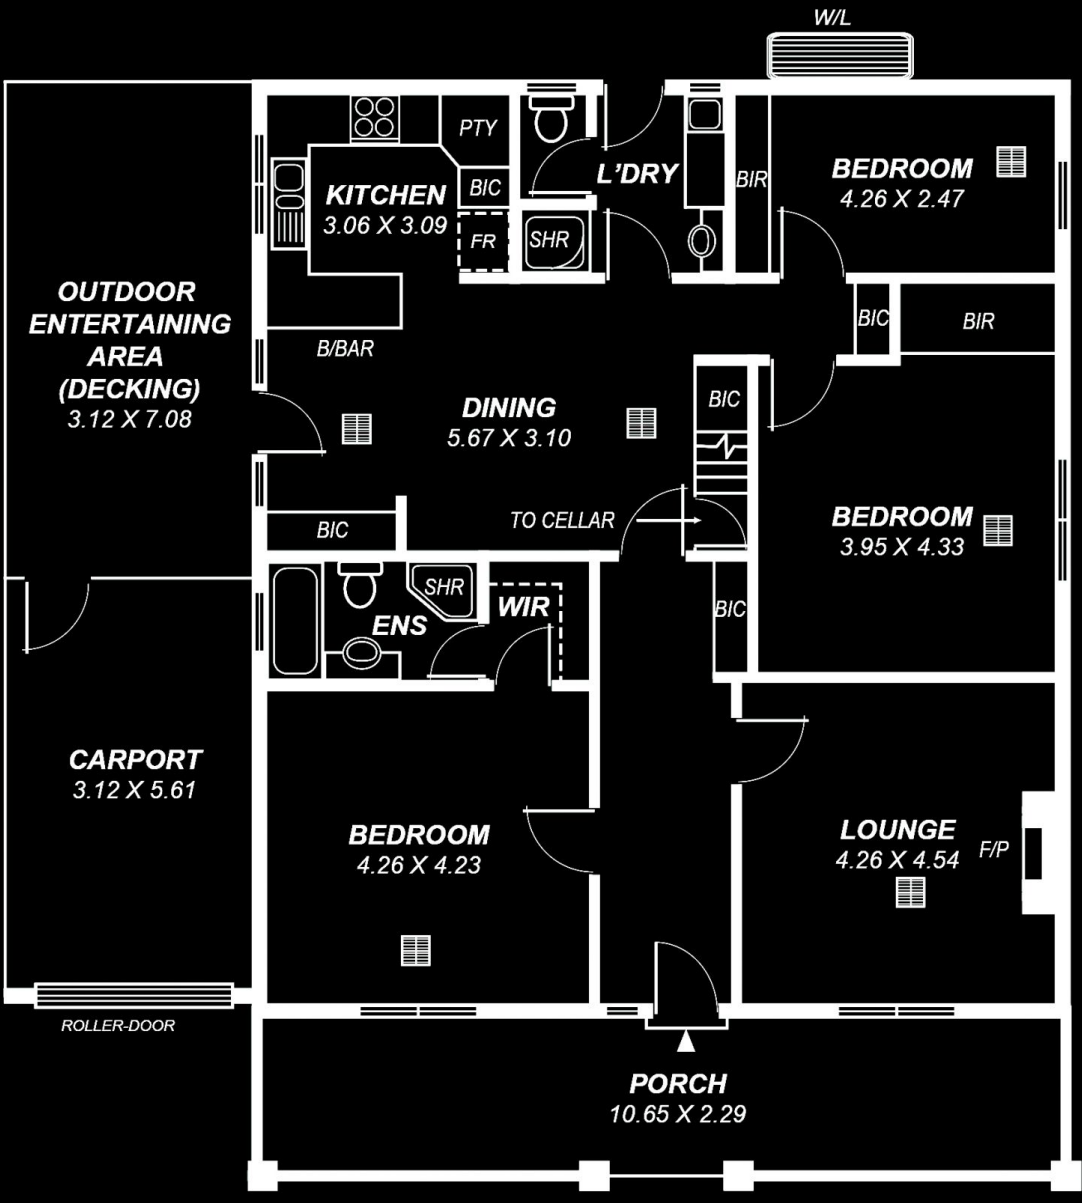 W/L
PTY
KITCHEN
3.06 X 3.09
BIC
FR
L'DRY
SHR
BIR
BEDROOM
4.26 X 2.47
OUTDOOR
ENTERTAINING
AREA
(DECKING)
3.12 X 7.08
B/BAR
BIC
BIR
DINING
5.67 X 3.10
BIC
TO CELLAR
BIC
BEDROOM
3.95 X 4.33
SHR
ENS
WIR
BIC
CARPORT
3.12 X 5.61
BEDROOM
4.26 X 4.23
LOUNGE
4.26 X 4.54
F/P
ROLLER-DOOR
PORCH
10.65 X 2.29